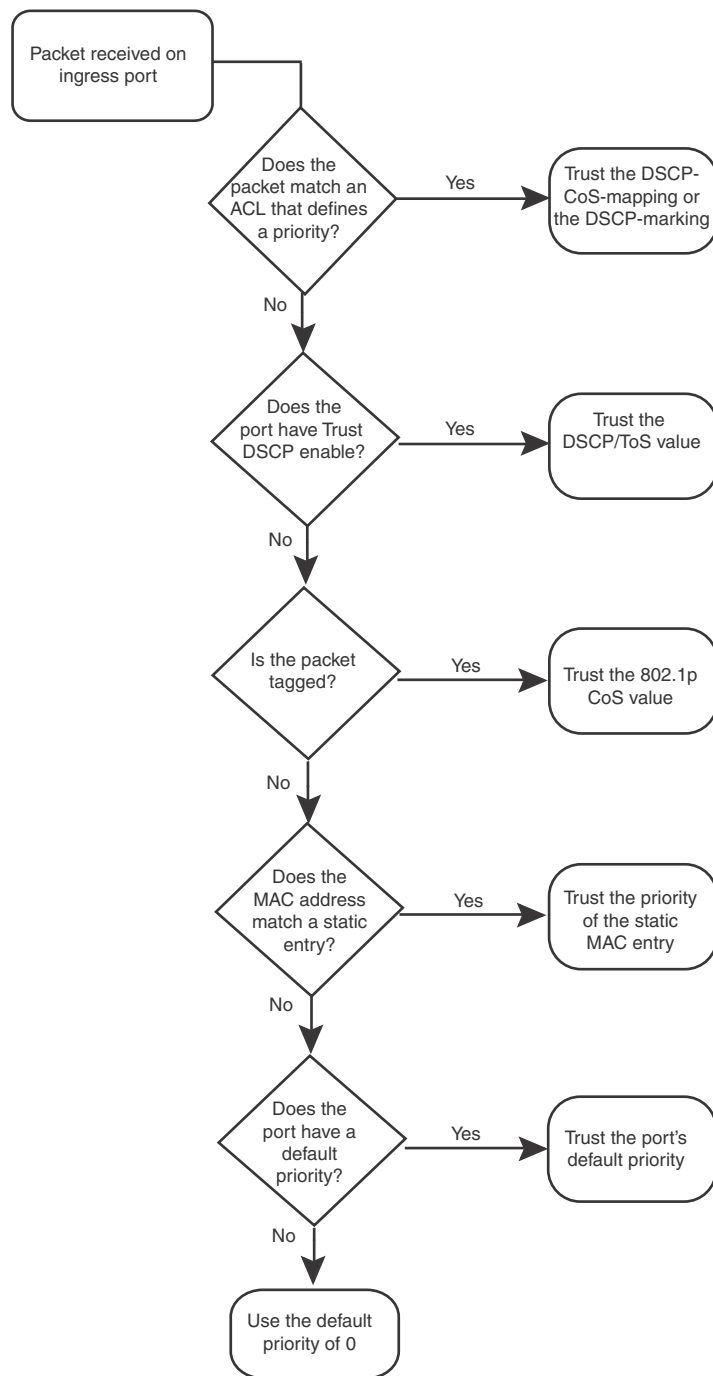 Packet received on
ingress port
Does the
packet match an
ACL that defines
a priority?
Yes
Trust the DSCP-
CoS-mapping or
the DSCP-marking
No
Does the
port have Trust
DSCP enable?
Yes
Trust the
DSCP/ToS value
No
Is the packet
tagged?
Yes
Trust the 802.1p
CoS value
No
Does the
MAC address
match a static
entry?
Yes
Trust the priority
of the static
MAC entry
No
Does the
port have a
default
priority?
Yes
Trust the port's
default priority
No
Use the default
priority of 0